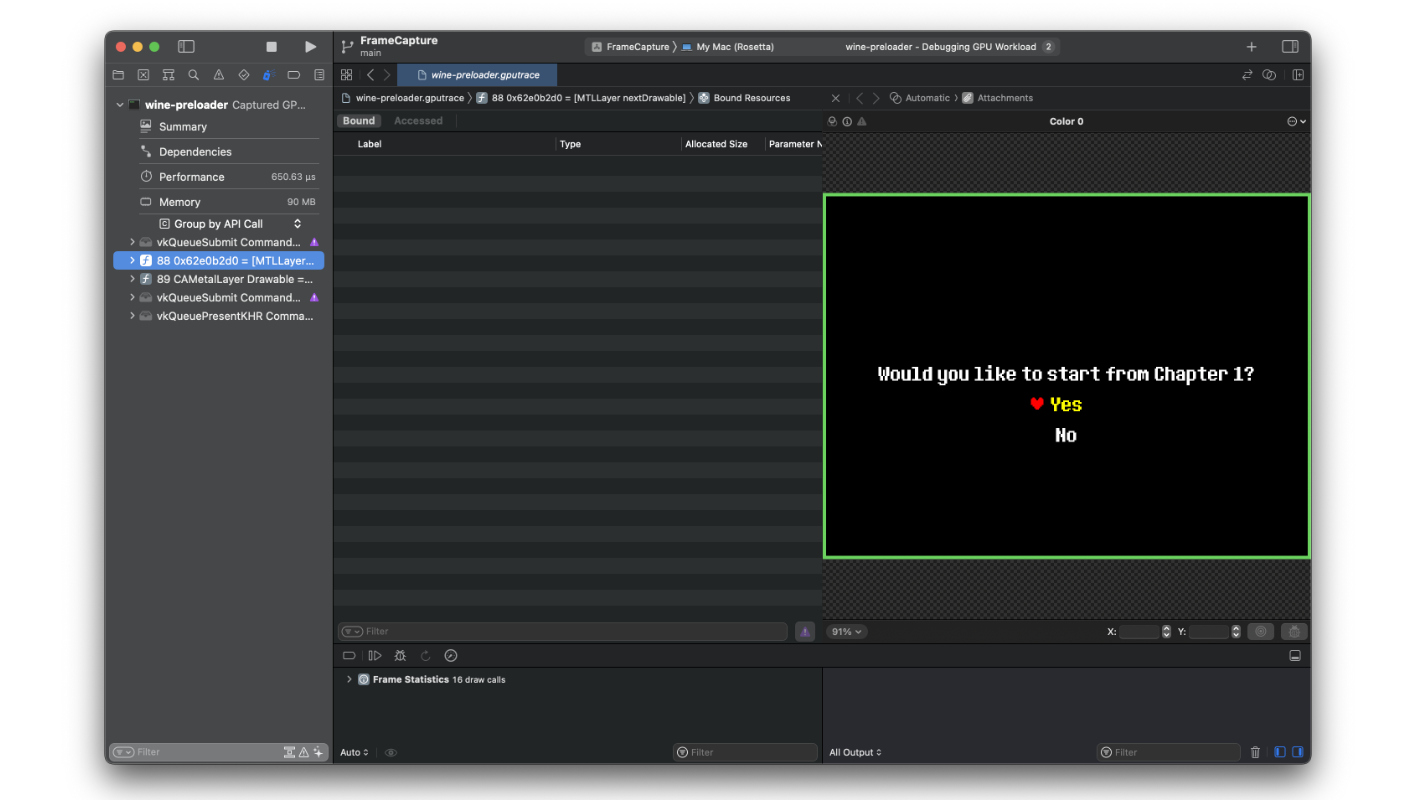 FrameCapture
main
FrameCapture 〉 My Mac (Rosetta)
wine-preloader - Debugging GPU Workload 2
wine-preloader.gputrace
wine-preloader Captured GP...
Summary
Dependencies
Performance 650.63 µs
Memory 90 MB
Group by API Call
vkQueueSubmit Command...
88 0x62e0b2d0 = [MTLLayer...
89 CAMetalLayer Drawable =...
vkQueueSubmit Command...
vkQueuePresentKHR Comma...
Filter
wine-preloader.gputrace 〉 88 0x62e0b2d0 = [MTLLayer nextDrawable] 〉 Bound Resources
Bound Accessed
Label Type Allocated Size Parameter N
Filter
Automatic 〉 Attachments
Color 0
Would you like to start from Chapter 1?
Yes
No
91% X: Y:
Frame Statistics 16 draw calls
Auto
Filter
All Output
Filter